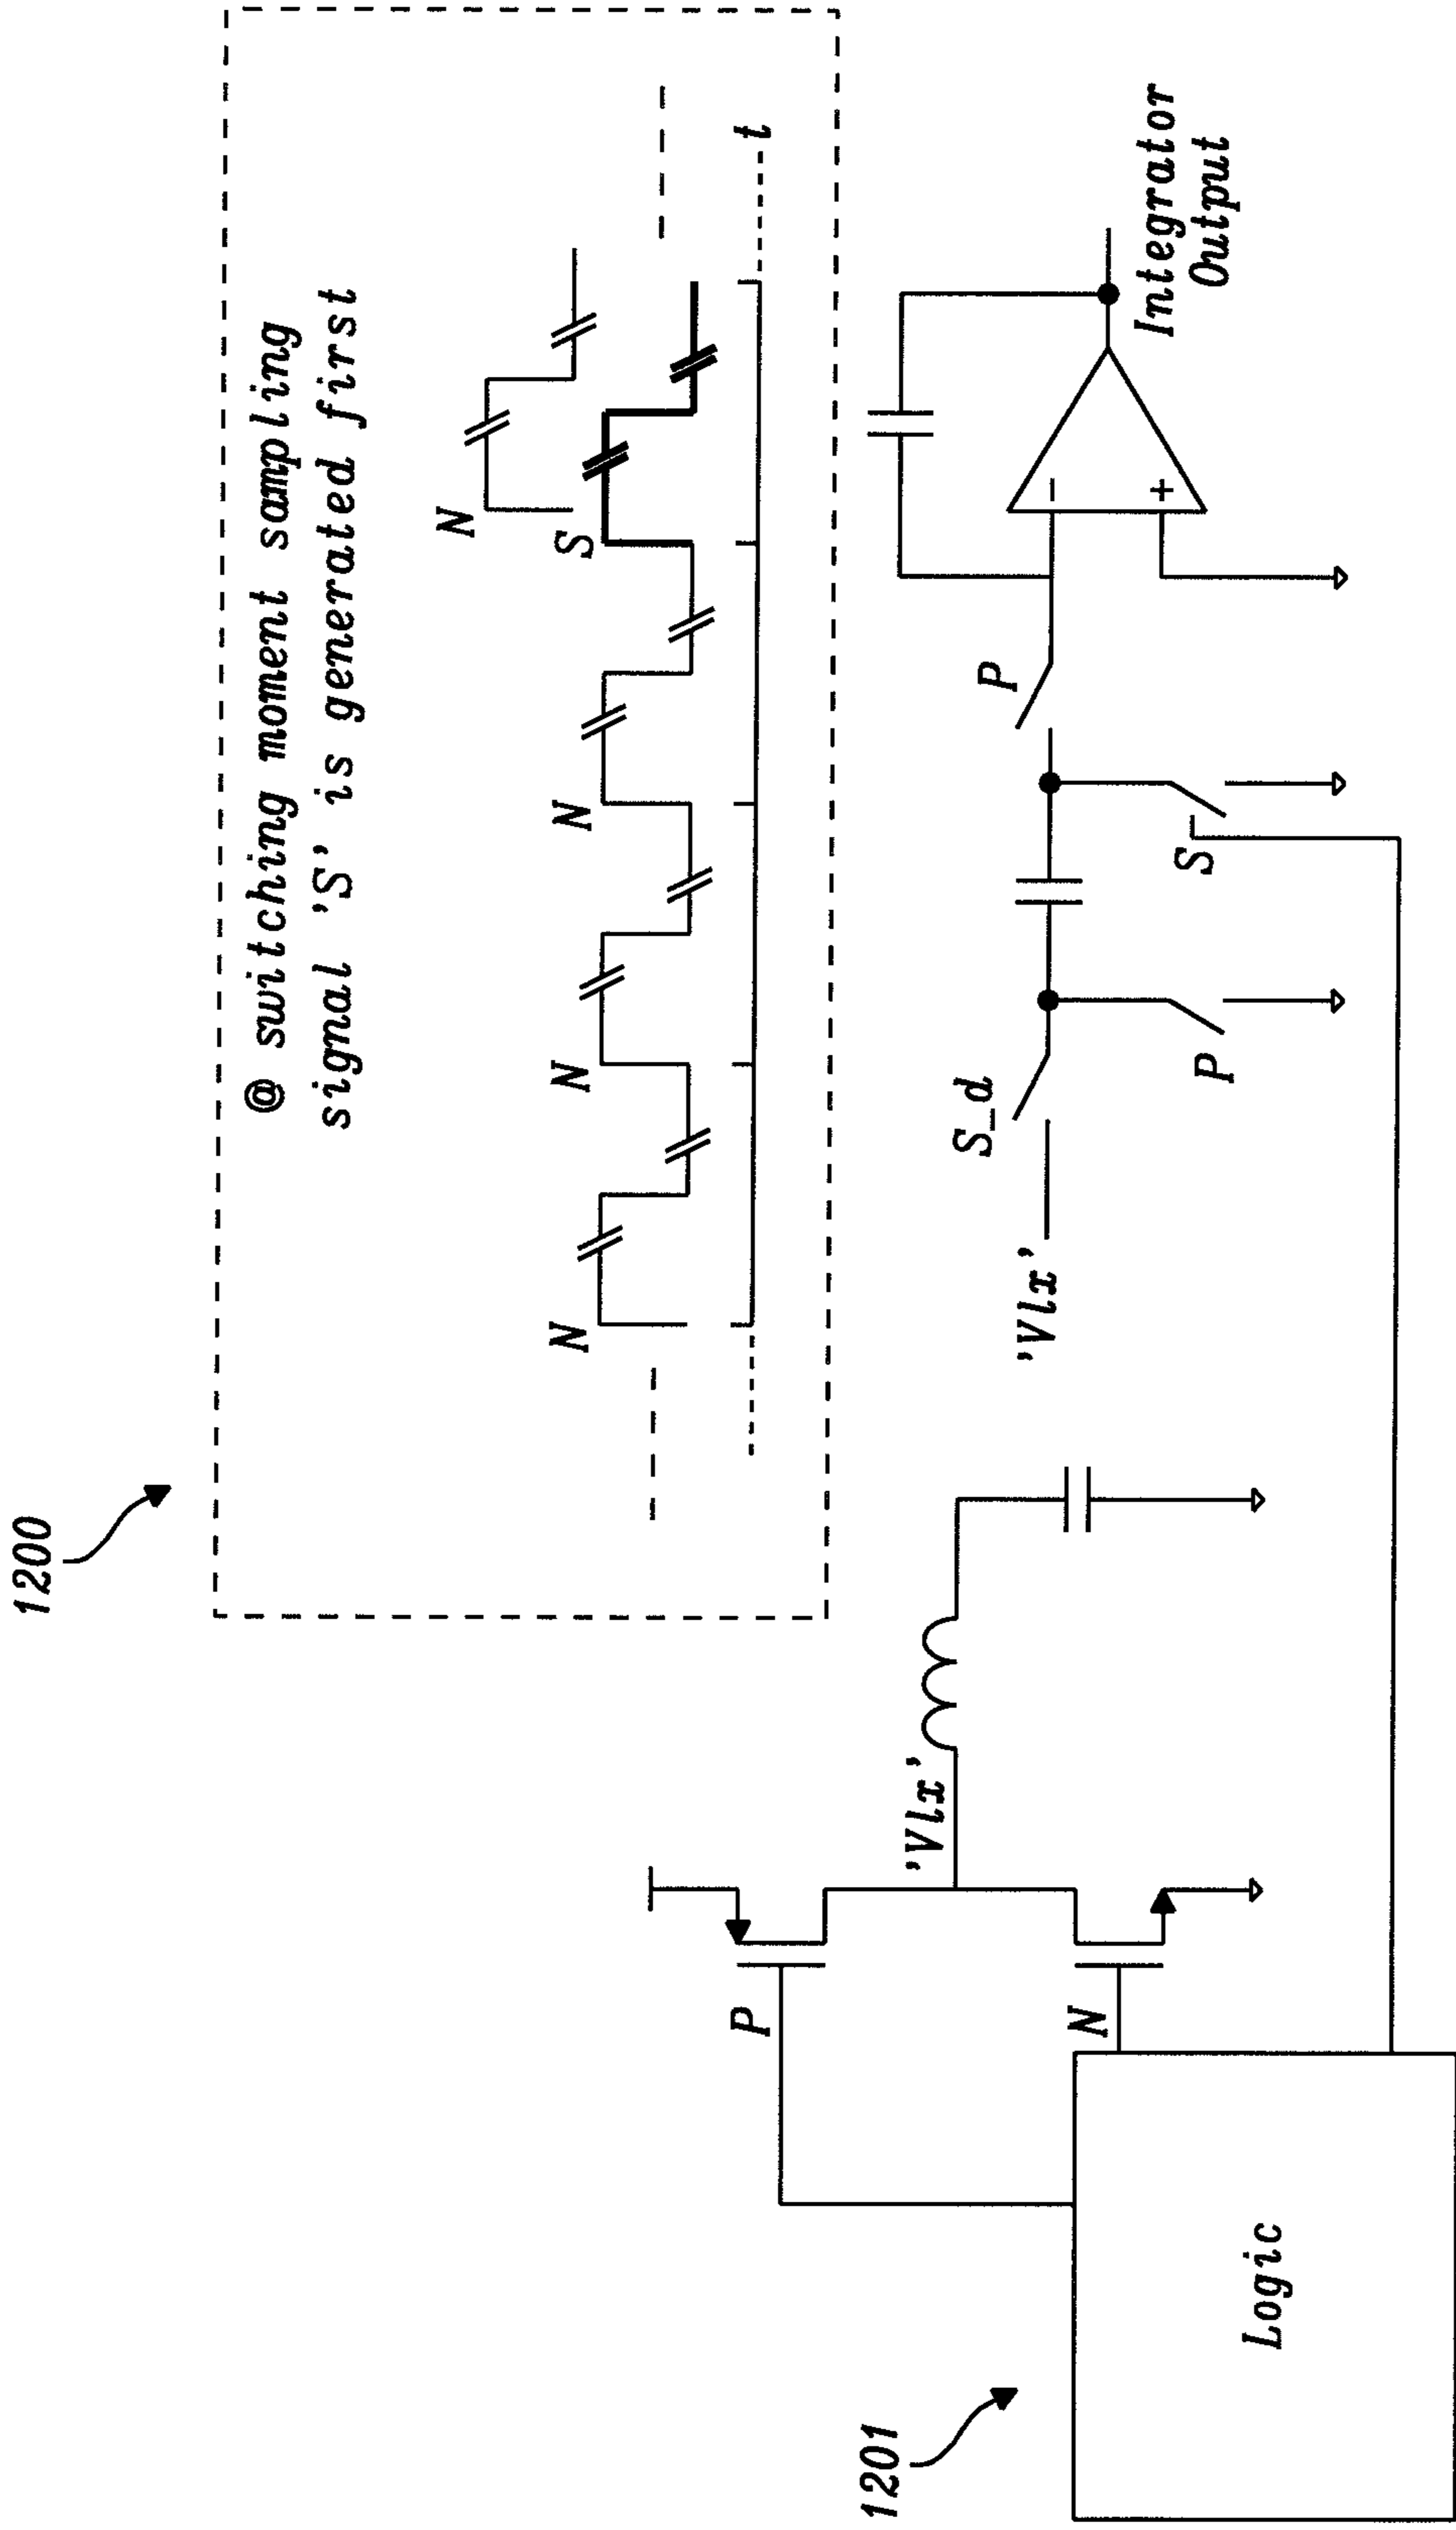 1200
@ switching moment sampling
signal 'S' is generated first
N
N
N
N
S
N
t
1201
Logic
P
N
'Vlx'
'Vlx'
S_d
P
S
P
-
+
Integrator
Output